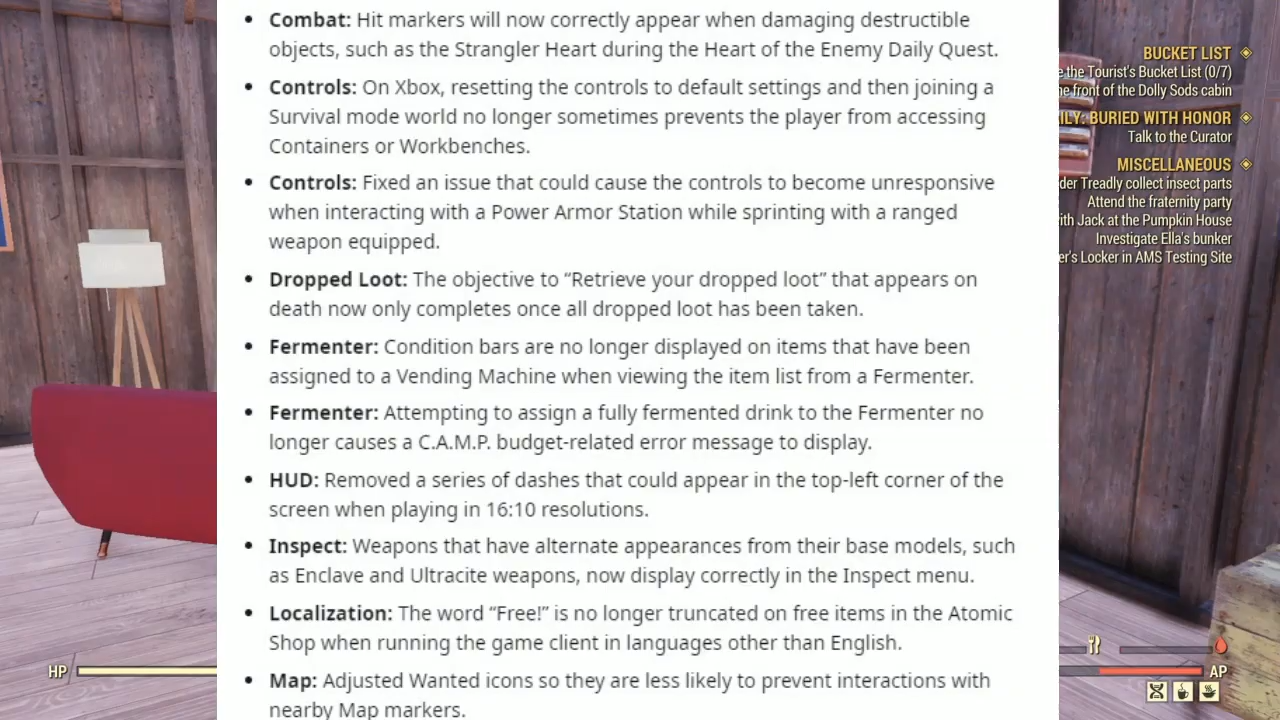 • Combat: Hit markers will now correctly appear when damaging destructible
objects, such as the Strangler Heart during the Heart of the Enemy Daily Quest.
• Controls: On Xbox, resetting the controls to default settings and then joining a
Survival mode world no longer sometimes prevents the player from accessing
Containers or Workbenches.
• Controls: Fixed an issue that could cause the controls to become unresponsive
when interacting with a Power Armor Station while sprinting with a ranged
weapon equipped.
• Dropped Loot: The objective to “Retrieve your dropped loot” that appears on
death now only completes once all dropped loot has been taken.
• Fermenter: Condition bars are no longer displayed on items that have been
assigned to a Vending Machine when viewing the item list from a Fermenter.
• Fermenter: Attempting to assign a fully fermented drink to the Fermenter no
longer causes a C.A.M.P. budget-related error message to display.
• HUD: Removed a series of dashes that could appear in the top-left corner of the
screen when playing in 16:10 resolutions.
• Inspect: Weapons that have alternate appearances from their base models, such
as Enclave and Ultracite weapons, now display correctly in the Inspect menu.
• Localization: The word “Free!” is no longer truncated on free items in the Atomic
Shop when running the game client in languages other than English.
• Map: Adjusted Wanted icons so they are less likely to prevent interactions with
nearby Map markers.
BUCKET LIST
the Tourist's Bucket List (0/7)
front of the Dolly Sods cabin
BURIED WITH HONOR
Talk to the Curator
MISCELLANEOUS
Treadly collect insect parts
Attend the fraternity party
Jack at the Pumpkin House
Investigate Ella's bunker
Locker in AMS Testing Site
HP
AP